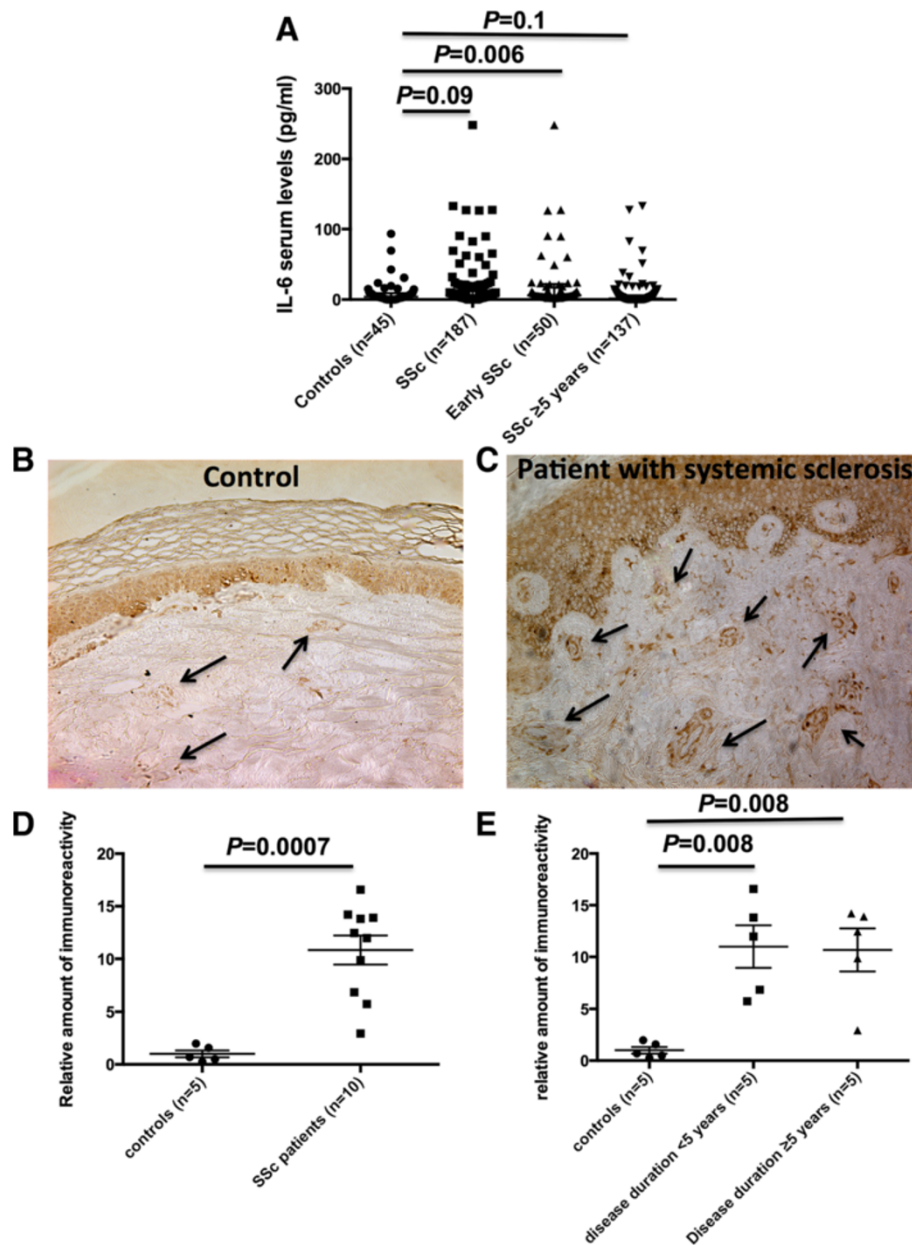 A
P=0.1
P=0.006
P=0.09
IL-6 serum levels (pg/ml)
300
200
100
0
Controls (n=45)
SSc (n=187)
Early SSc (n=50)
SSc ≥5 years (n=137)
B
Control
C
Patient with systemic sclerosis
D
P=0.0007
Relative amount of immunoreactivity
20
15
10
5
0
controls (n=5)
SSc patients (n=10)
E
P=0.008
P=0.008
relative amount of immunoreactivity
20
15
10
5
0
controls (n=5)
disease duration <5 years (n=5)
Disease duration ≥5 years (n=5)